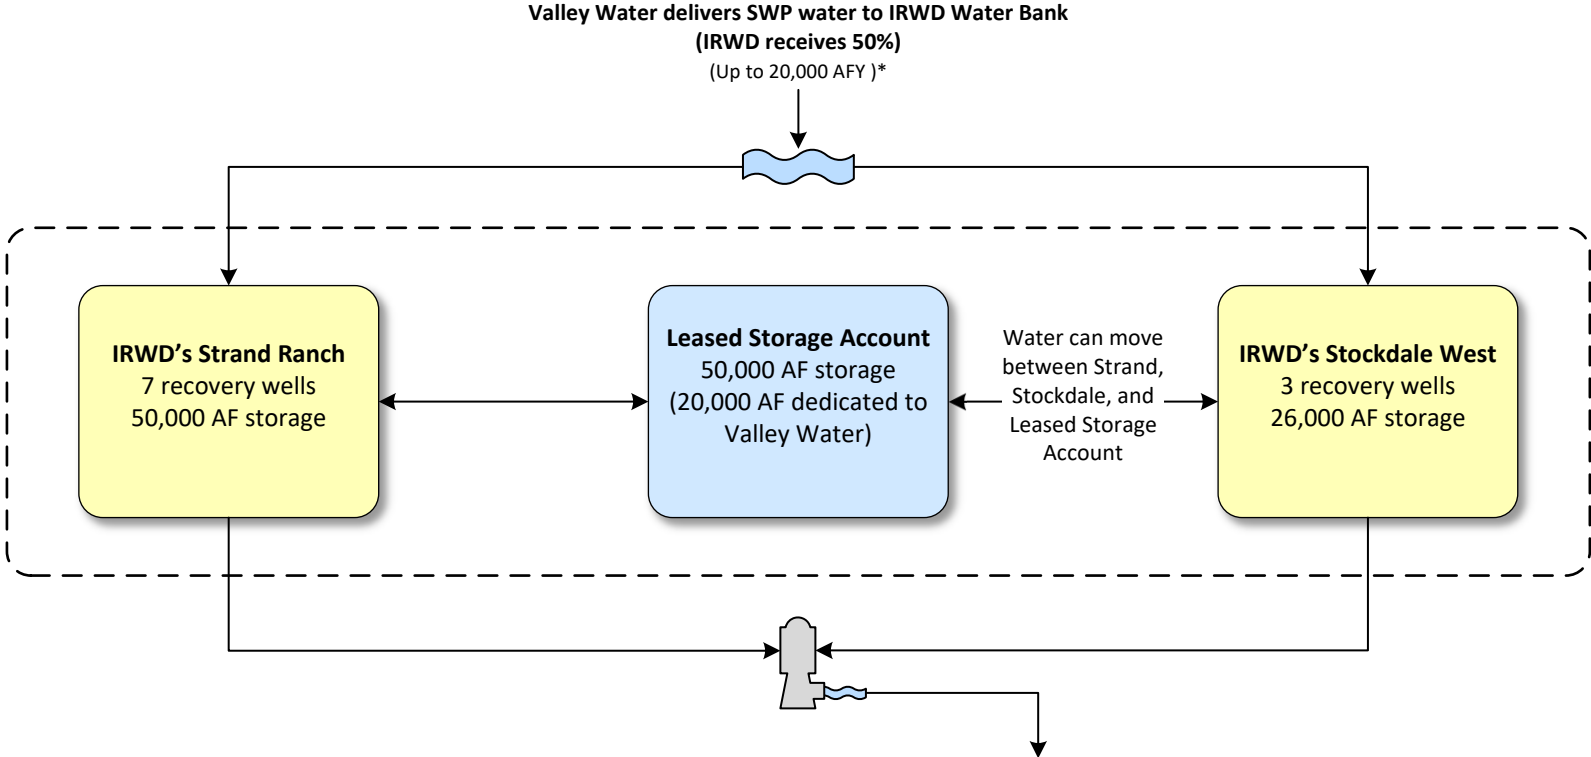 Valley Water delivers SWP water to IRWD Water Bank
(IRWD receives 50%)
(Up to 20,000 AFY )*
IRWD’s Strand Ranch
7 recovery wells
50,000 AF storage
Leased Storage Account
50,000 AF storage
(20,000 AF dedicated to
Valley Water)
Water can move
between Strand,
Stockdale, and
Leased Storage
Account
IRWD’s Stockdale West
3 recovery wells
26,000 AF storage